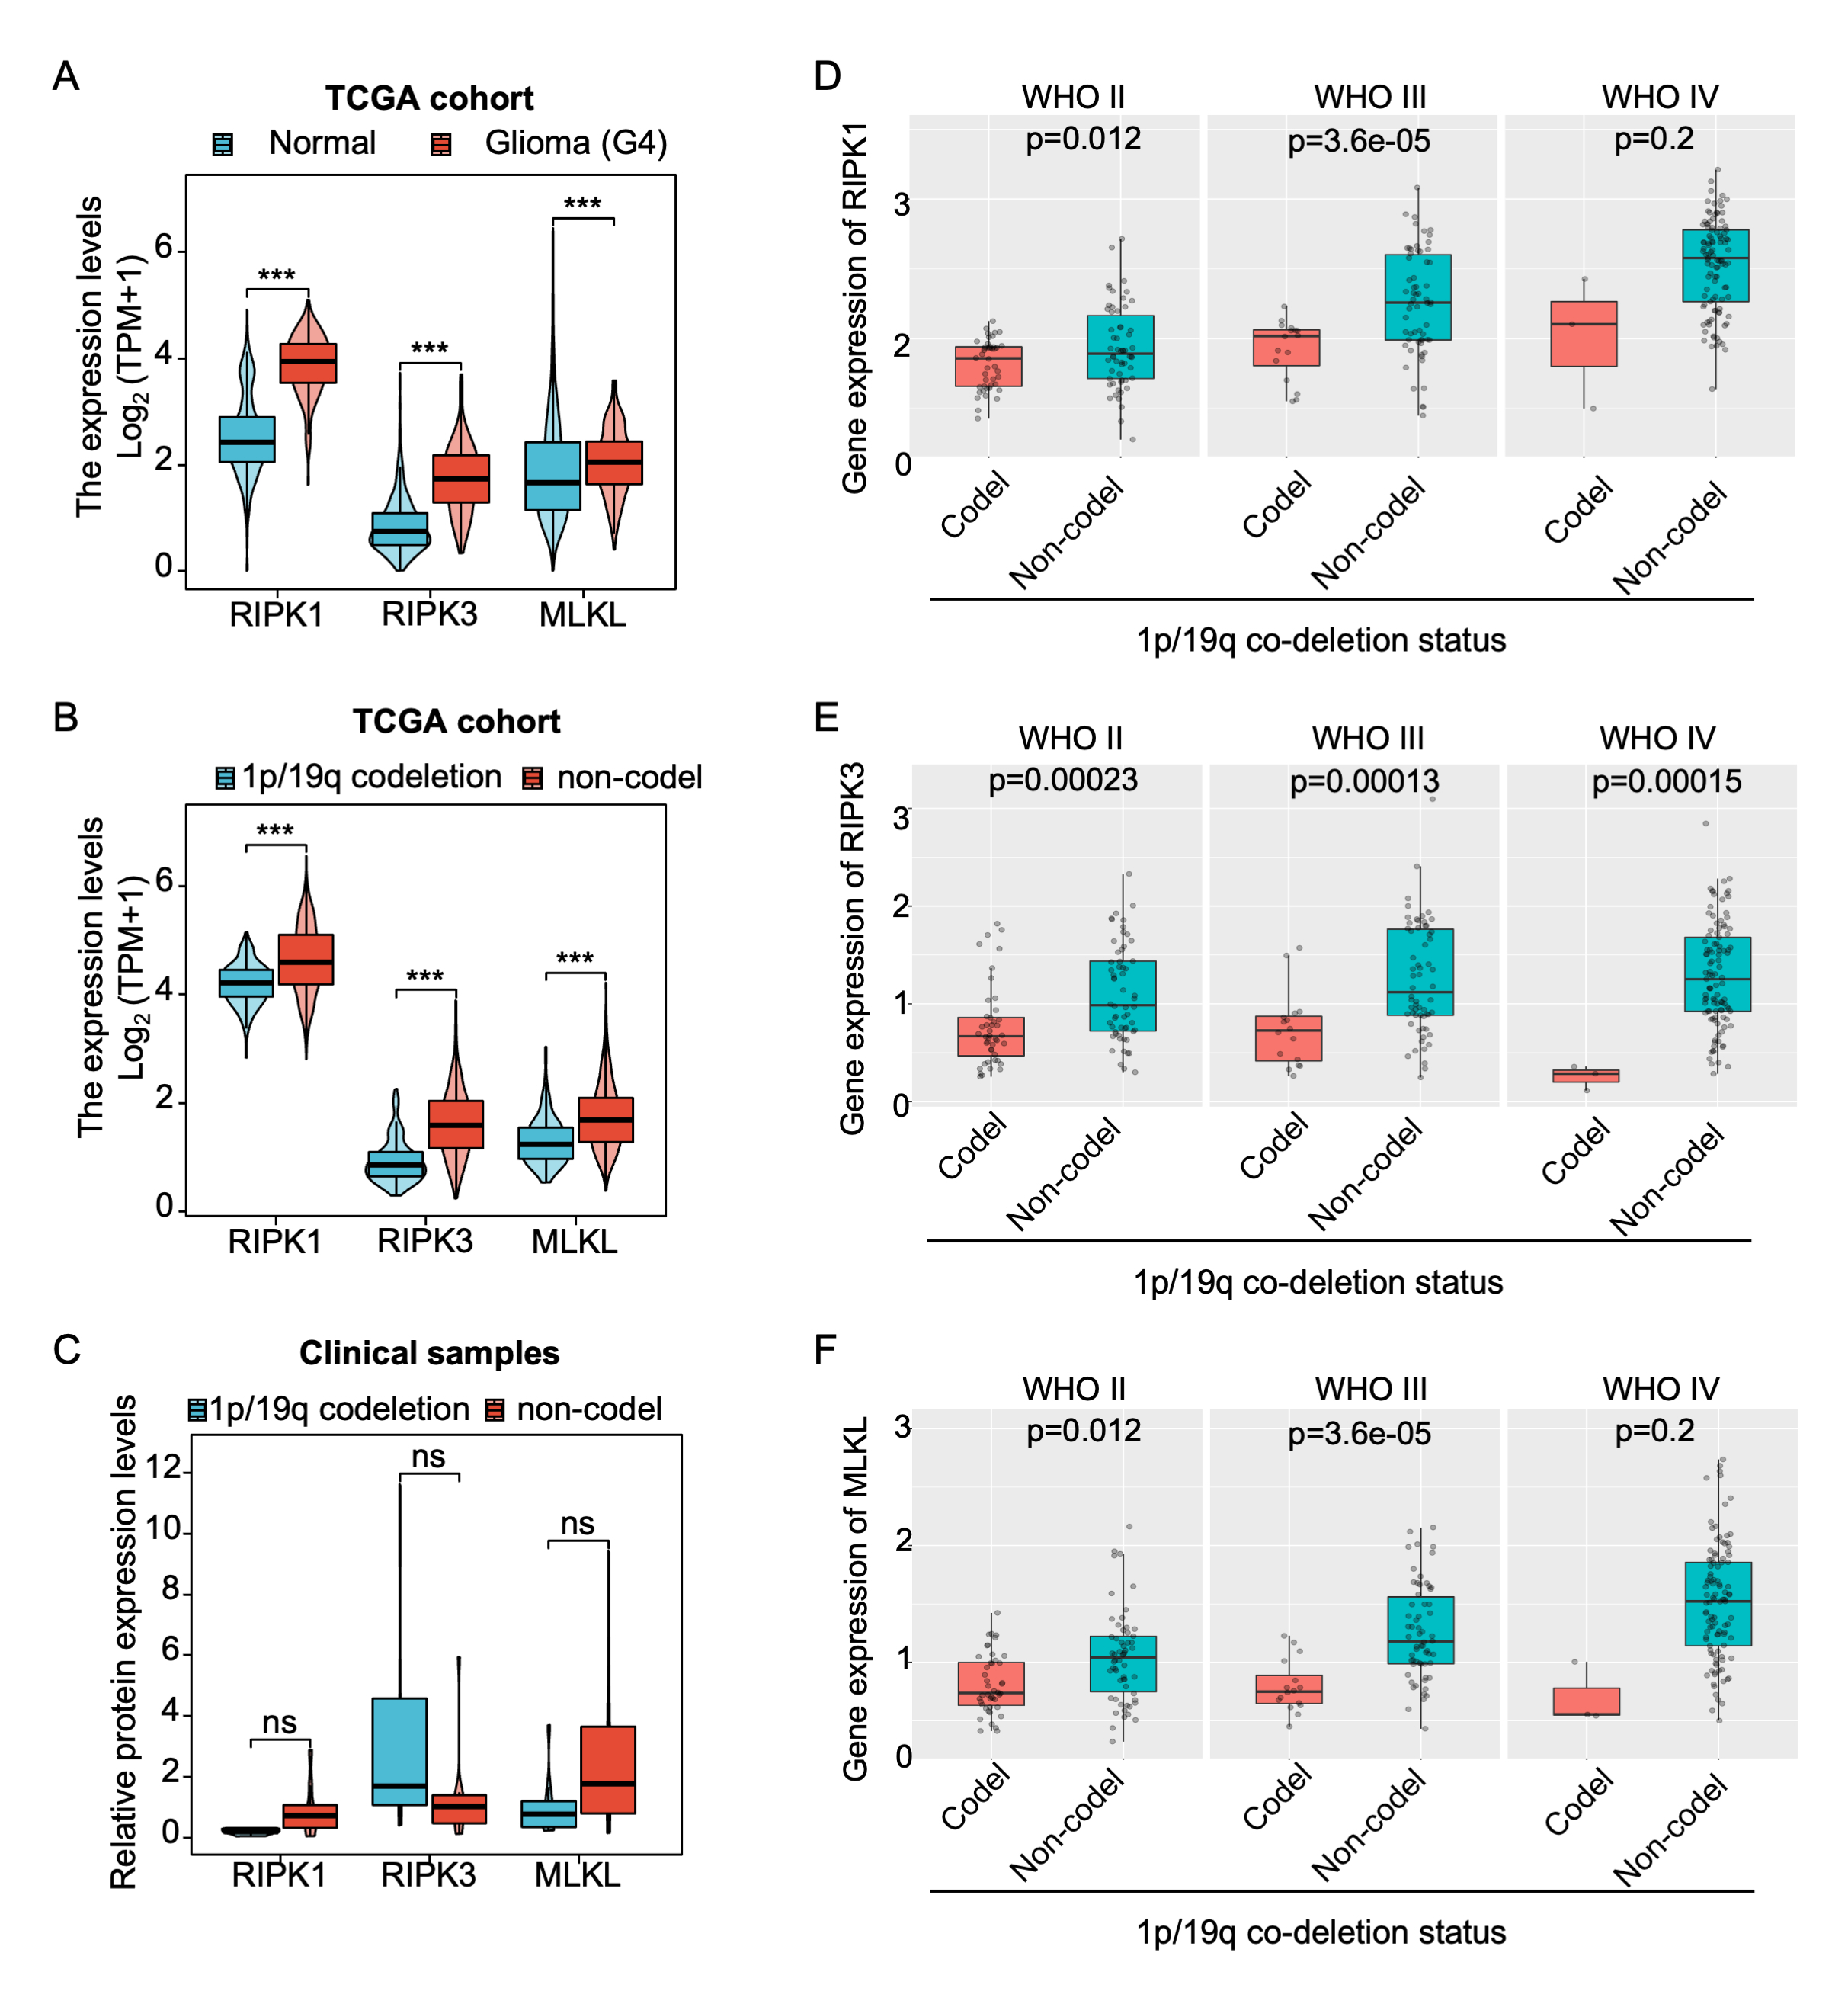 A
TCGA cohort
Normal Glioma (G4)
The expression levels
Log2 (TPM+1)
6
4
2
0
***
***
***
RIPK1 RIPK3 MLKL
B
TCGA cohort
1p/19q codeletion non-codel
The expression levels
Log2 (TPM+1)
6
4
2
0
***
***
***
RIPK1 RIPK3 MLKL
C
Clinical samples
1p/19q codeletion non-codel
Relative protein expression levels
12
10
8
6
4
2
0
ns
ns
ns
RIPK1 RIPK3 MLKL
D
WHO II WHO III WHO IV
p=0.012 p=3.6e-05 p=0.2
Gene expression of RIPK1
3
2
0
Codel Non-codel Codel Non-codel Codel Non-codel
1p/19q co-deletion status
E
WHO II WHO III WHO IV
p=0.00023 p=0.00013 p=0.00015
Gene expression of RIPK3
3
2
1
0
Codel Non-codel Codel Non-codel Codel Non-codel
1p/19q co-deletion status
F
WHO II WHO III WHO IV
p=0.012 p=3.6e-05 p=0.2
Gene expression of MLKL
3
2
1
0
Codel Non-codel Codel Non-codel Codel Non-codel
1p/19q co-deletion status